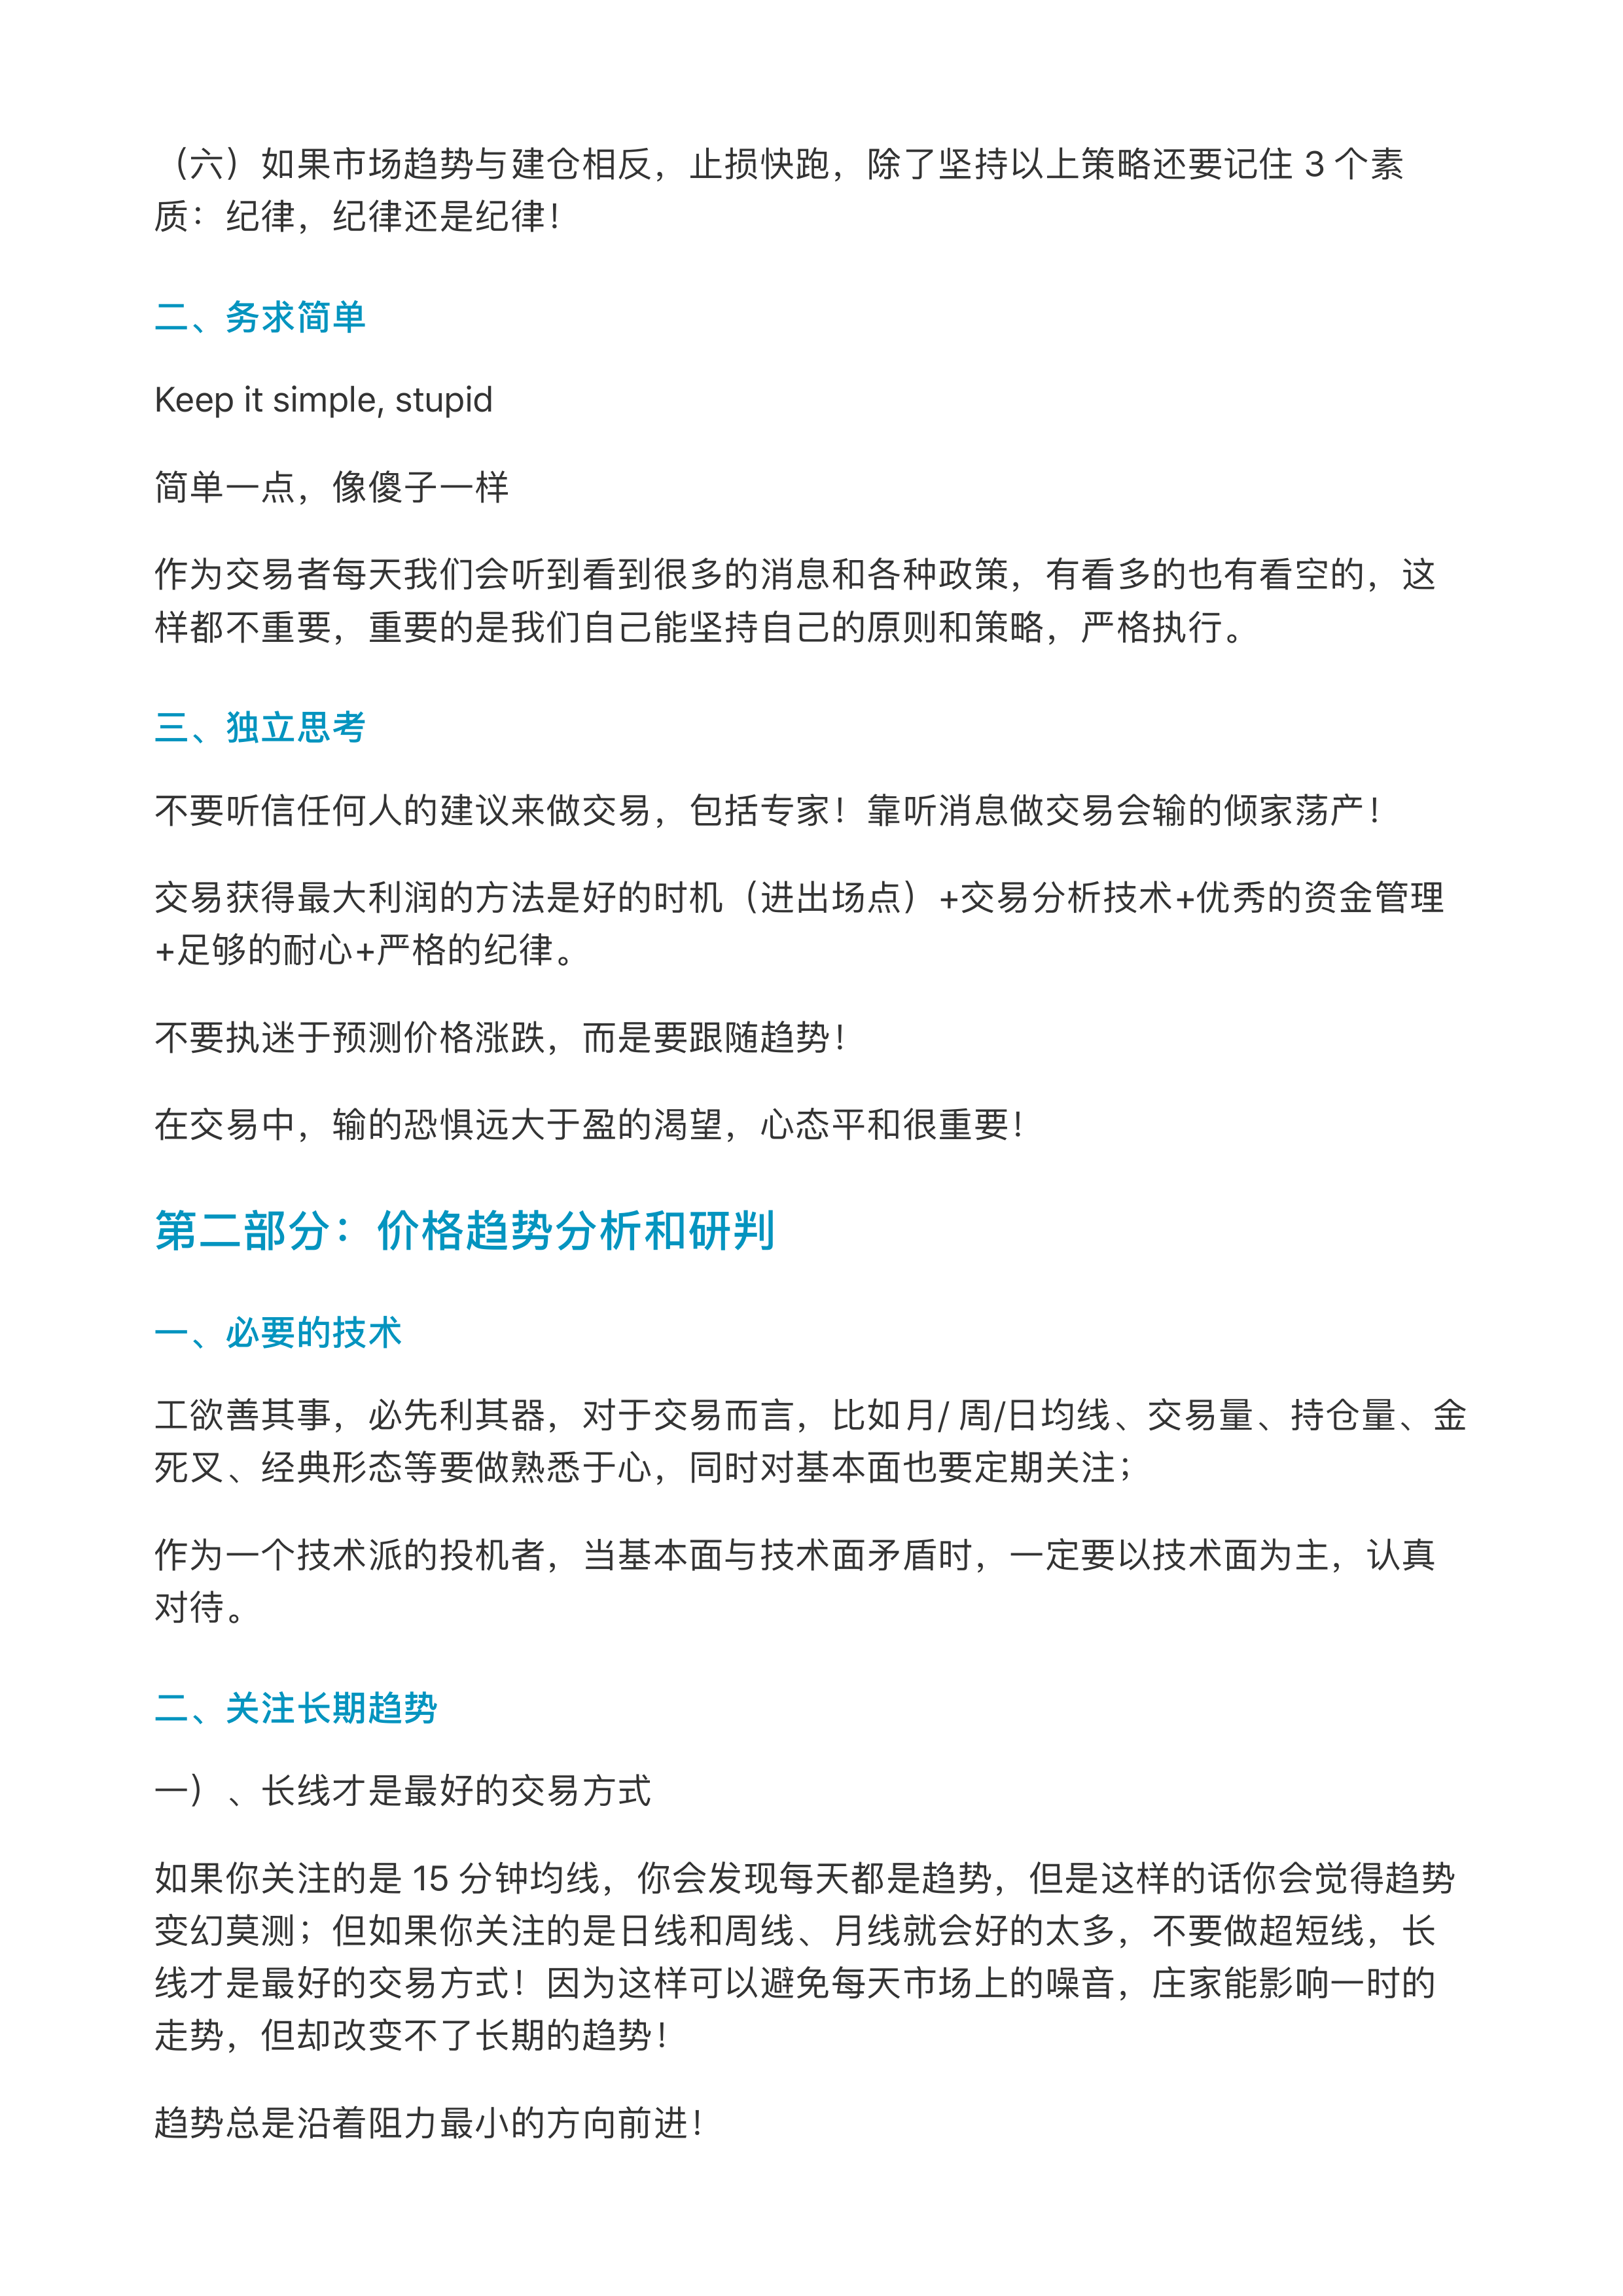 （六）如果市场趋势与建仓相反，止损快跑，除了坚持以上策略还要记住 3 个素
质：纪律，纪律还是纪律！
二、务求简单
Keep it simple, stupid
简单一点，像傻子一样
作为交易者每天我们会听到看到很多的消息和各种政策，有看多的也有看空的，这
样都不重要，重要的是我们自己能坚持自己的原则和策略，严格执行。
三、独立思考
不要听信任何人的建议来做交易，包括专家！靠听消息做交易会输的倾家荡产！
交易获得最大利润的方法是好的时机（进出场点）+交易分析技术+优秀的资金管理
+足够的耐心+严格的纪律。
不要执迷于预测价格涨跌，而是要跟随趋势！
在交易中，输的恐惧远大于盈的渴望，心态平和很重要！
第二部分：价格趋势分析和研判
一、必要的技术
工欲善其事，必先利其器，对于交易而言，比如月/ 周/日均线、交易量、持仓量、金
死叉、经典形态等要做熟悉于心，同时对基本面也要定期关注；
作为一个技术派的投机者，当基本面与技术面矛盾时，一定要以技术面为主，认真
对待。
二、关注长期趋势
一）、长线才是最好的交易方式
如果你关注的是 15 分钟均线，你会发现每天都是趋势，但是这样的话你会觉得趋势
变幻莫测；但如果你关注的是日线和周线、月线就会好的太多，不要做超短线，长
线才是最好的交易方式！因为这样可以避免每天市场上的噪音，庄家能影响一时的
走势，但却改变不了长期的趋势！
趋势总是沿着阻力最小的方向前进！